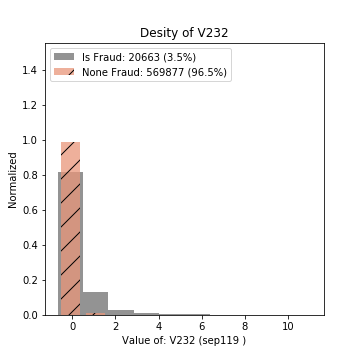 Desity of V232
Is Fraud: 20663 (3.5%)
None Fraud: 569877 (96.5%)
1.4
1.2
1.0
0.8
0.6
0.4
0.2
0.0
Normalized
0 2 4 6 8 10
Value of: V232 (sep119 )